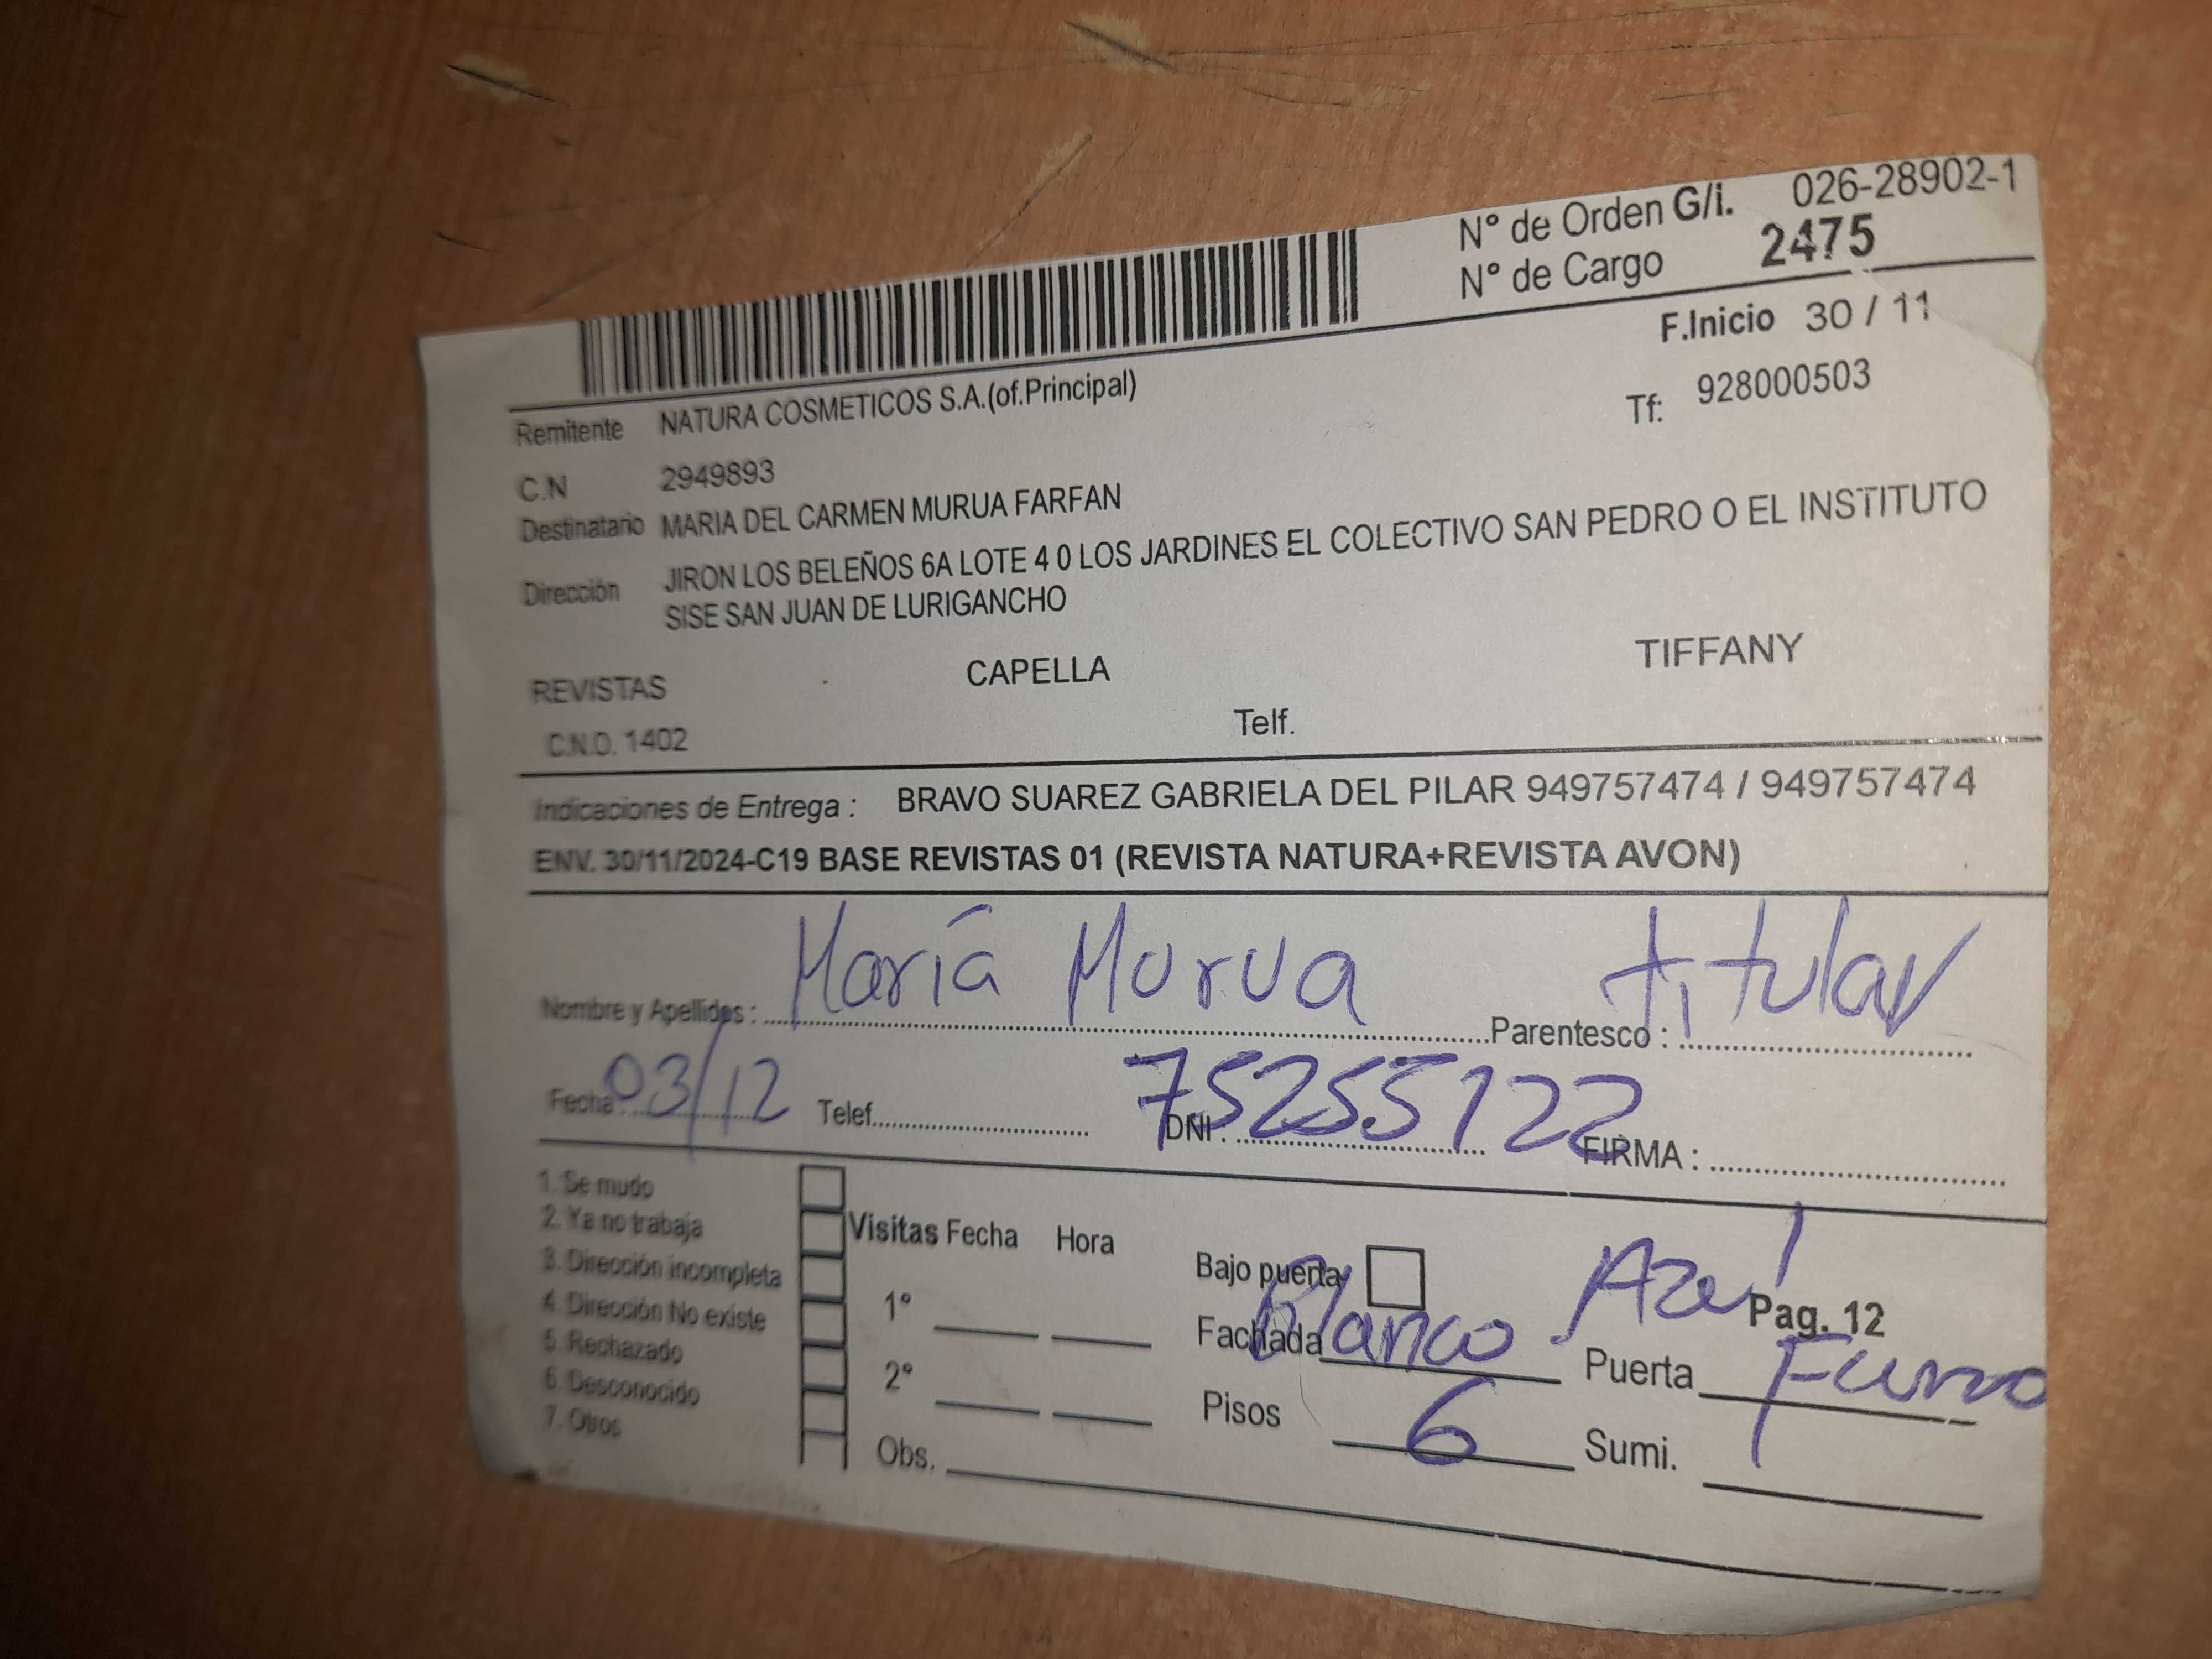 N° de Orden G/i. 026-28902-1
N° de Cargo 2475
F.Inicio 30 / 11
Remitente NATURA COSMETICOS S.A.(of.Principal)
Tf: 928000503
C.N 2949893
Destinatario MARIA DEL CARMEN MURUA FARFAN
Dirección JIRON LOS BELEÑOS 6A LOTE 4 0 LOS JARDINES EL COLECTIVO SAN PEDRO O EL INSTITUTO
SISE SAN JUAN DE LURIGANCHO
REVISTAS CAPELLA TIFFANY
C.N.O. 1402 Telf.
Indicaciones de Entrega : BRAVO SUAREZ GABRIELA DEL PILAR 949757474 / 949757474
ENV. 30/11/2024-C19 BASE REVISTAS 01 (REVISTA NATURA+REVISTA AVON)
Nombre y Apellidos : María Murua Parentesco : titular
Fecha 03/12 Telef. DNI : 75255122 FIRMA :
1. Se mudo
2. Ya no trabaja
3. Dirección incompleta
4. Dirección No existe
5. Rechazado
6. Desconocido
7. Otros
Visitas Fecha Hora
1°
2°
Obs.
Bajo puerta
Fachada Blanco Azul Pag. 12
Puerta
Pisos 6 Sumi.